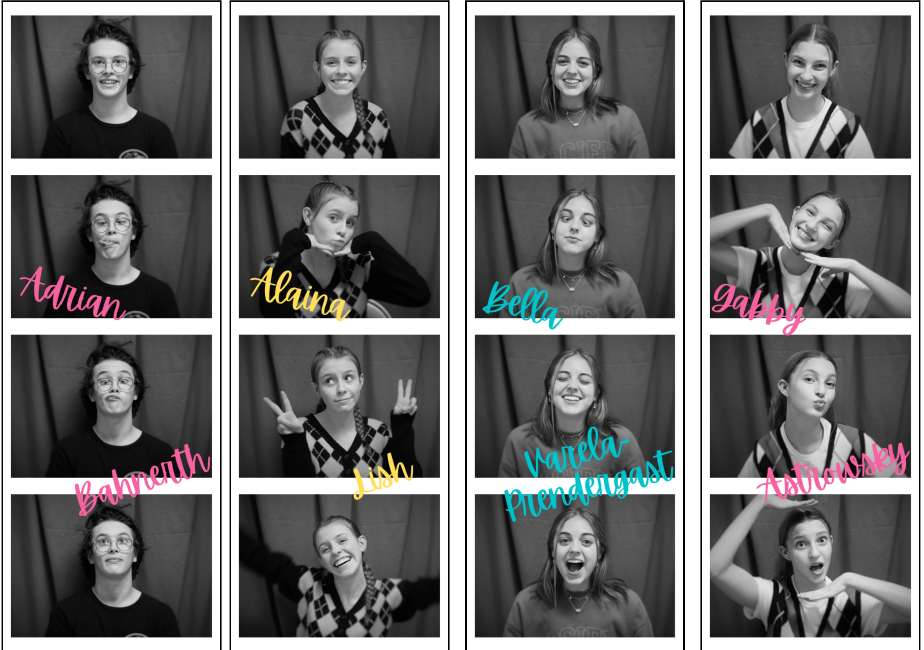 Adrian
Bahnerth
Alaina
Lish
Bella
Varela-
Prendergast
Gabby
Astrowsky